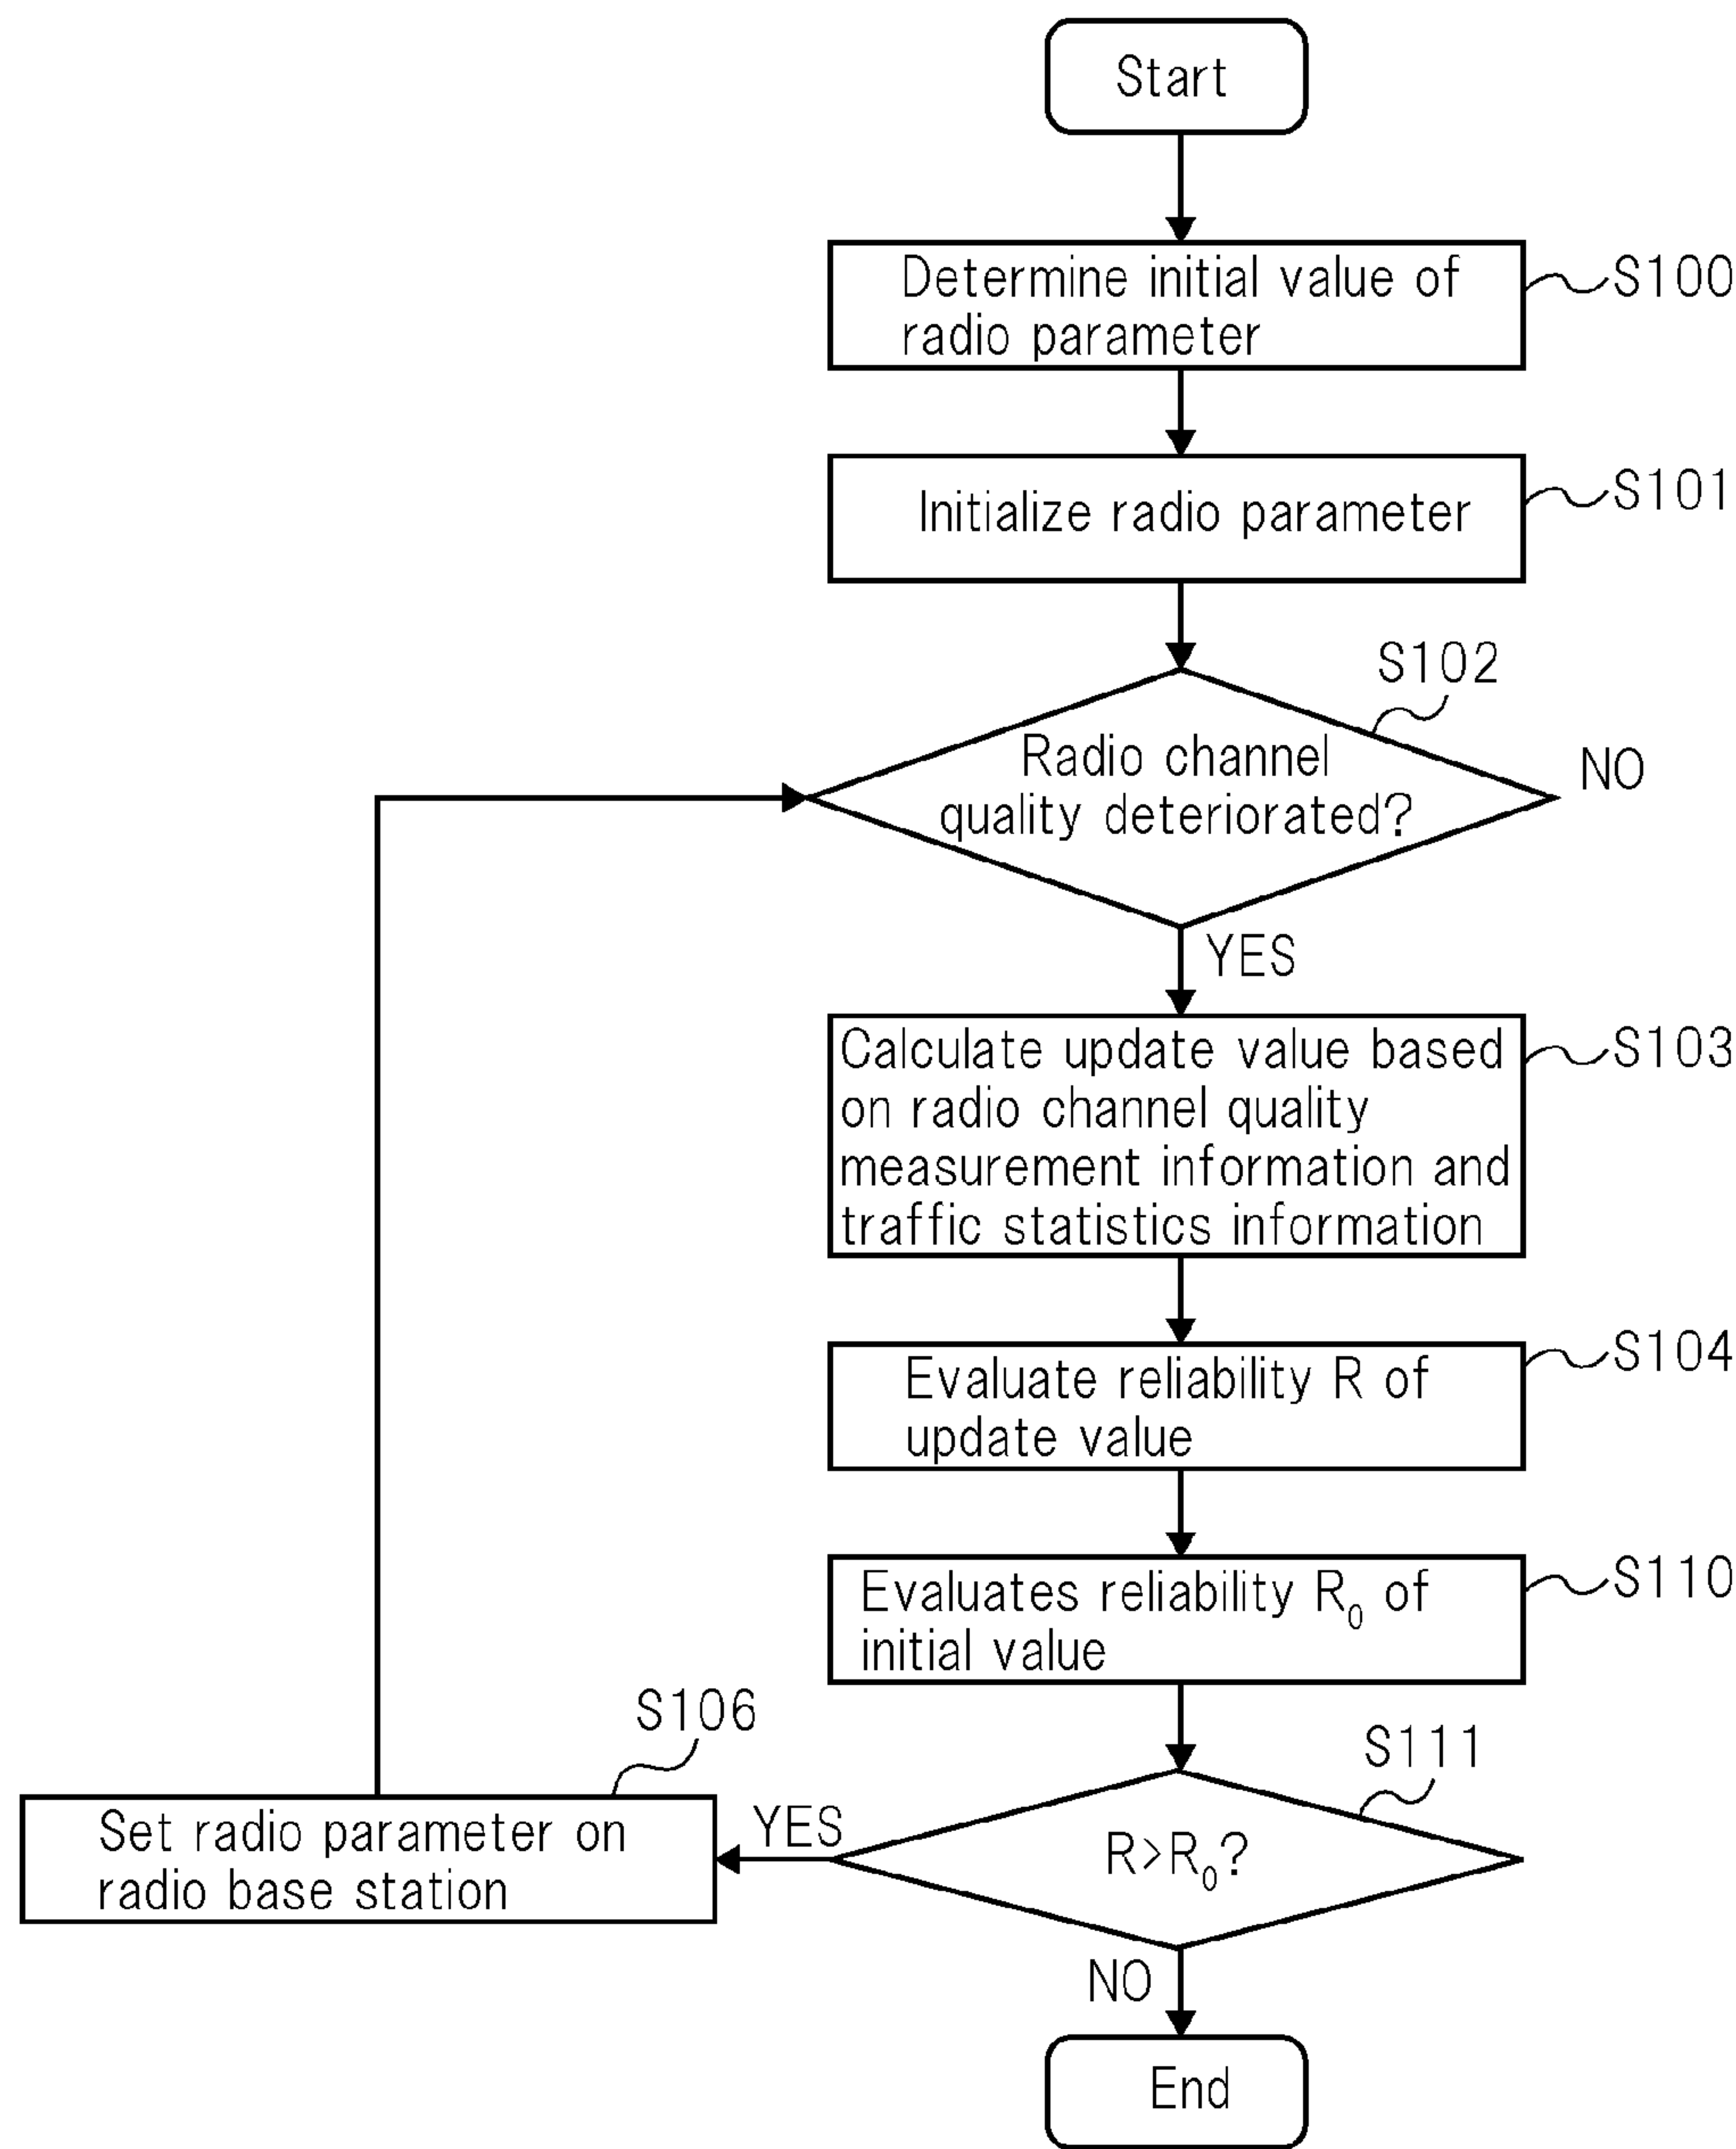 Start
Determine initial value of
radio parameter
S100
Initialize radio parameter
S101
S102
Radio channel
quality deteriorated?
NO
YES
Calculate update value based
on radio channel quality
measurement information and
traffic statistics information
S103
Evaluate reliability R of
update value
S104
Evaluates reliability R₀ of
initial value
S110
S106
Set radio parameter on
radio base station
YES
S111
R>R₀?
NO
End